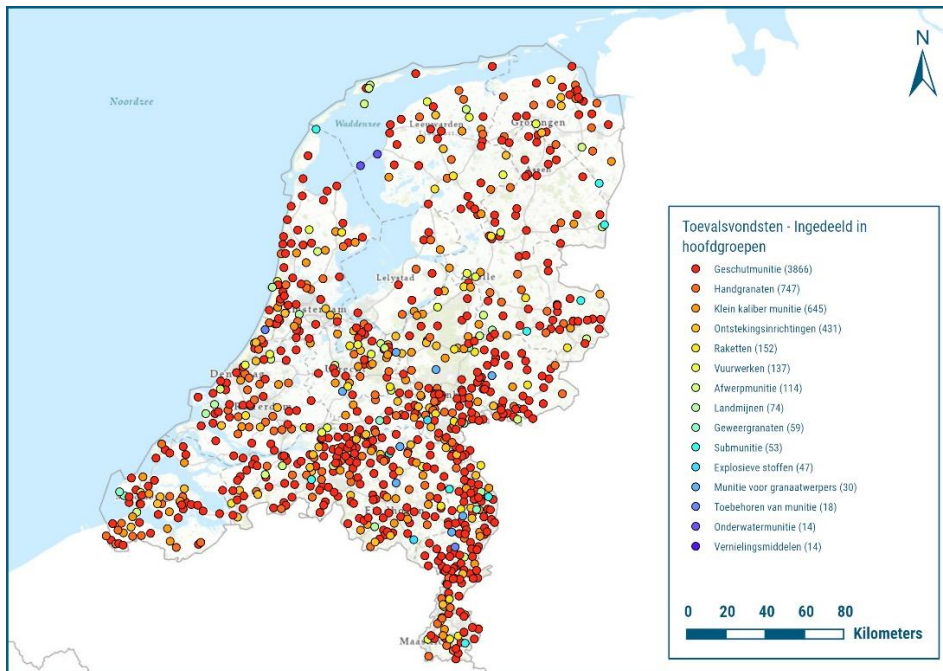 N
Noordzee
Waddenzee
Leeuwarden
Groningen
Assen
Lelystad
Toevalsvondsten - Ingedeeld in
hoofdgroepen
Geschutmunitie (3866)
Handgranaten (747)
Klein kaliber munitie (645)
Ontstekingsinrichtingen (431)
Raketten (152)
Vuurwerken (137)
Afwerpmunitie (114)
Landmijnen (74)
Geweergranaten (59)
Submunitie (53)
Explosieve stoffen (47)
Munitie voor granaatwerpers (30)
Toebehoren van munitie (18)
Onderwatermunitie (14)
Vernielingsmiddelen (14)
0 20 40 60 80
Kilometers